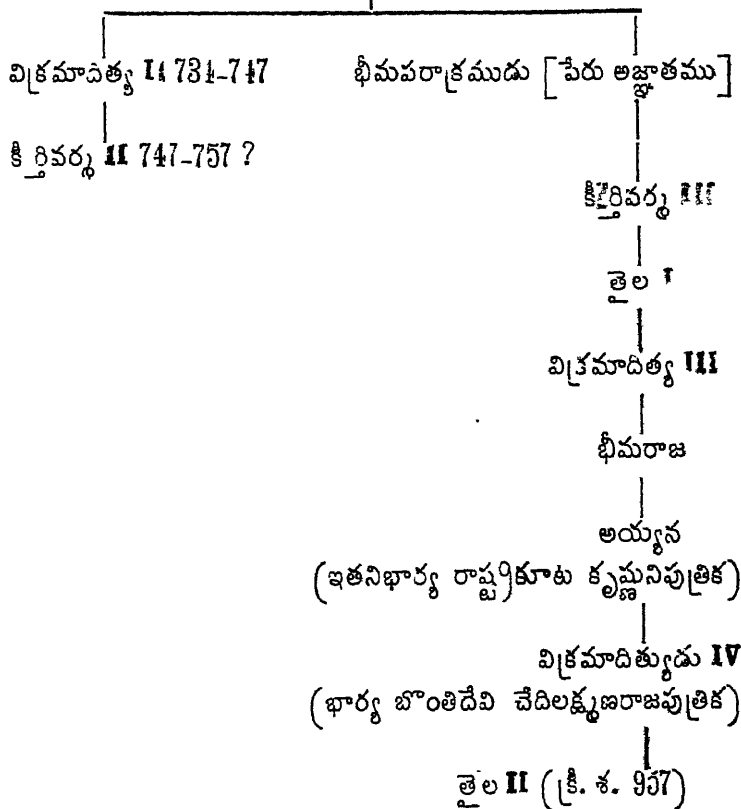 విక్రమాదిత్య II 734-747 భీమపరాక్రముడు [పేరు అజ్ఞాతము]
కీర్తివర్మ II 747-757 ?
కీర్తివర్మ III
తైల I
విక్రమాదిత్య III
భీమరాజ
అయ్యన
(ఇతనిభార్య రాష్ట్రకూట కృష్ణునిపుత్రిక)
విక్రమాదిత్యుడు IV
(భార్య బొంతిదేవి చేదిలక్ష్మణరాజపుత్రిక)
తైల II (క్రీ. శ. 957)